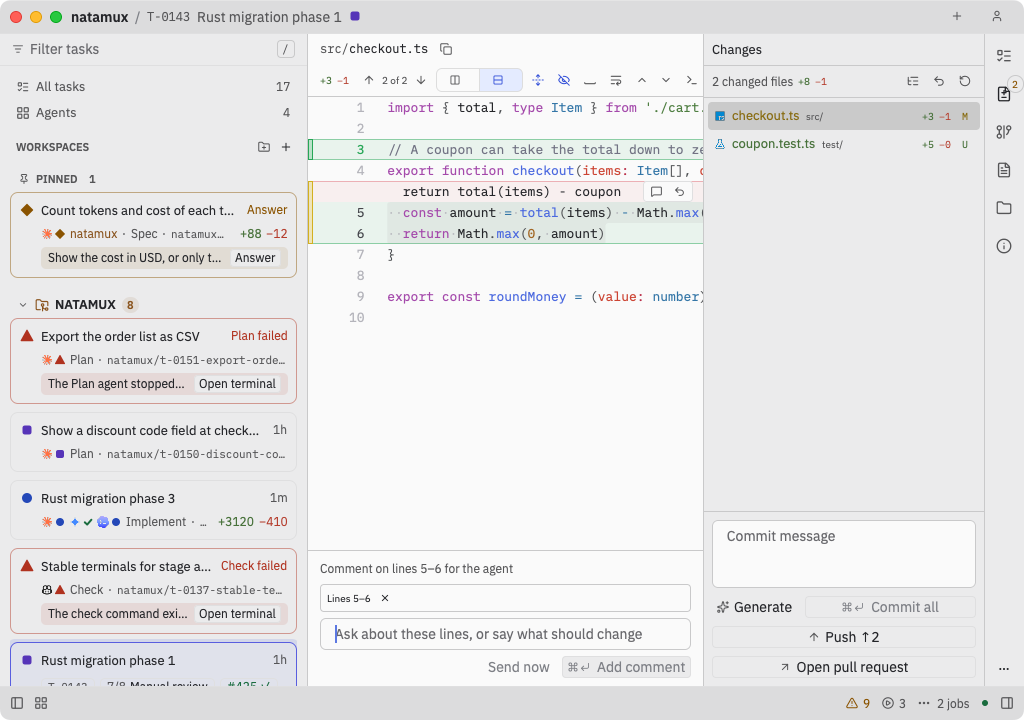 natamux / T-0143 Rust migration phase 1
Filter tasks /
All tasks 17
Agents 4
WORKSPACES
PINNED 1
Count tokens and cost of each t... Answer
natamux · Spec · natamux... +88 −12
Show the cost in USD, or only t... Answer
NATAMUX 8
Export the order list as CSV Plan failed
Plan · natamux/t-0151-export-orde...
The Plan agent stopped... Open terminal
Show a discount code field at check... 1h
Plan · natamux/t-0150-discount-co...
Rust migration phase 3 1m
Implement · ... +3120 −410
Stable terminals for stage a... Check failed
Check · natamux/t-0137-stable-te...
The check command exi... Open terminal
Rust migration phase 1 1h
src/checkout.ts
+3 −1 2 of 2
1 import { total, type Item } from './cart.
2
3 // A coupon can take the total down to ze
4 export function checkout(items: Item[], c
return total(items) - coupon
5 ··const·amount·=·total(items)·-·Math.max(
6 ··return·Math.max(0,·amount)
7 }
8
9 export const roundMoney = (value: number)
10
Comment on lines 5–6 for the agent
Lines 5–6 ×
Ask about these lines, or say what should change
Send now ⌘↵ Add comment
Changes
2 changed files +8 −1
checkout.ts src/ +3 −1 M
coupon.test.ts test/ +5 −0 U
Commit message
Generate ⌘↵ Commit all
↑ Push ↑2
↗ Open pull request
2
9 3 ··· 2 jobs